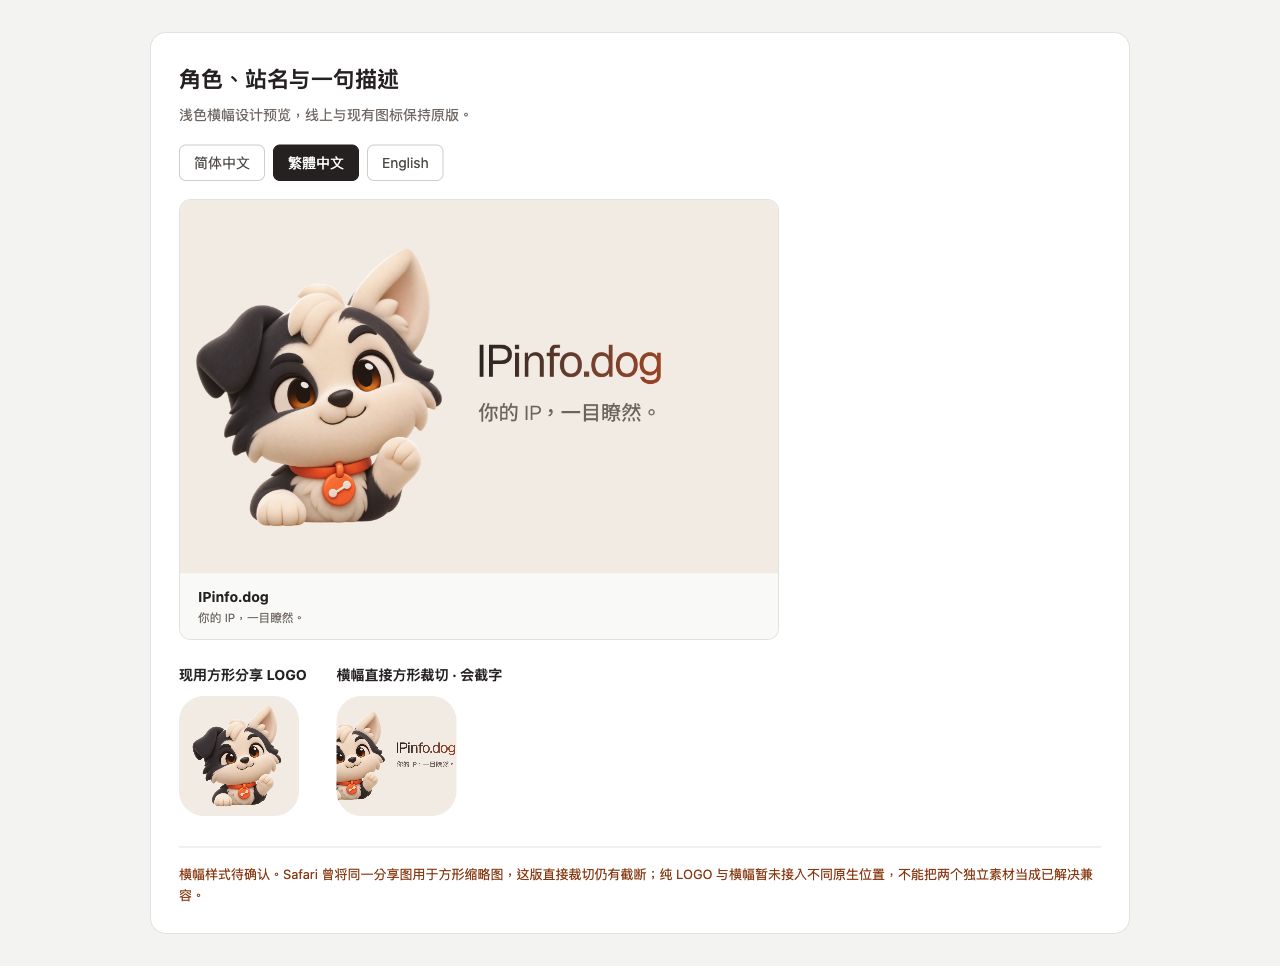 角色、站名与一句描述
浅色横幅设计预览，线上与现有图标保持原版。
简体中文
繁體中文
English
IPinfo.dog
你的 IP，一目瞭然。
IPinfo.dog
你的 IP，一目瞭然。
现用方形分享 LOGO
横幅直接方形裁切 · 会截字
IPinfo.dog
你的 IP，一目瞭然。
横幅样式待确认。Safari 曾将同一分享图用于方形缩略图，这版直接裁切仍有截断；纯 LOGO 与横幅暂未接入不同原生位置，不能把两个独立素材当成已解决兼
容。